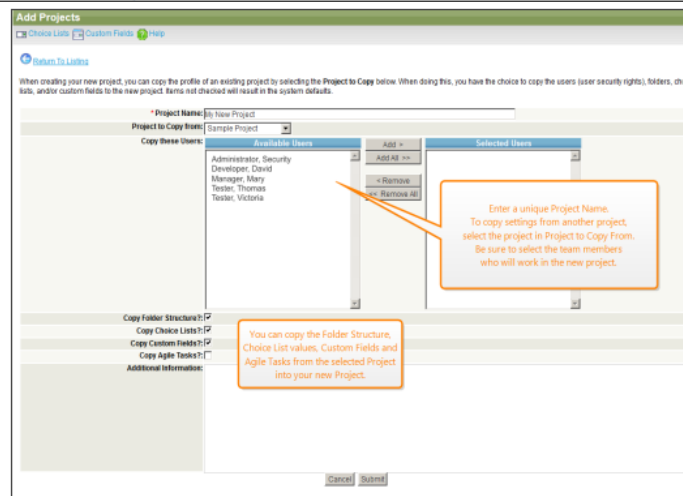 Add Projects
Choice Lists Custom Fields Help
Return To Listing
When creating your new project, you can copy the profile of an existing project by selecting the Project to Copy below. When doing this, you have the choice to copy the users (user security rights), folders, cho
lists, and/or custom fields to the new project. Items not checked will result in the system defaults.
* Project Name: My New Project
Project to Copy from: Sample Project
Copy these Users: Available Users Add > Selected Users
Add All >>
Administrator, Security
Developer, David
Manager, Mary
Tester, Thomas
Tester, Victoria
< Remove
<< Remove All
Enter a unique Project Name.
To copy settings from another project,
select the project in Project to Copy From.
Be sure to select the team members
who will work in the new project.
Copy Folder Structure?:
Copy Choice Lists?:
Copy Custom Fields?:
Copy Agile Tasks?:
You can copy the Folder Structure,
Choice List values, Custom Fields and
Agile Tasks from the selected Project
into your new Project.
Additional Information:
Cancel Submit